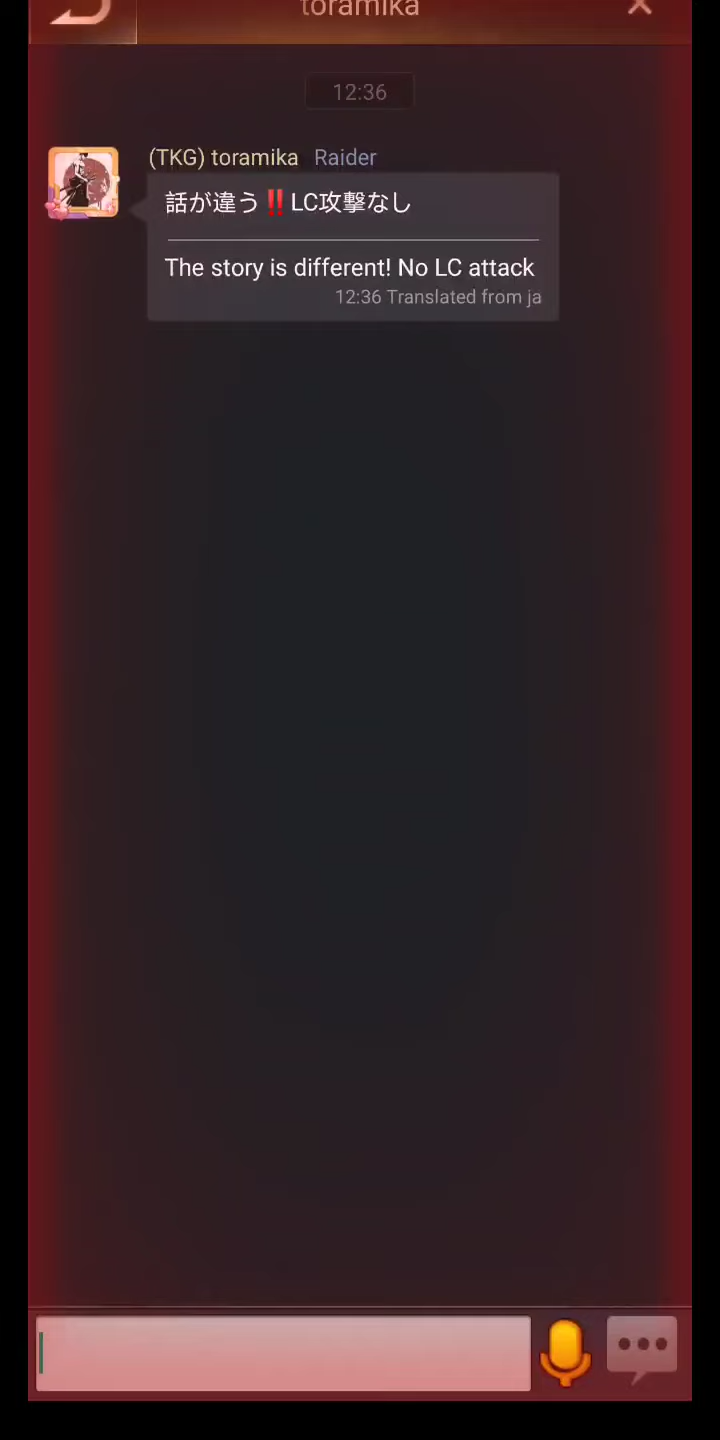 toramika
12:36
(TKG) toramika Raider
話が違う‼️LC攻撃なし
The story is different! No LC attack
12:36 Translated from ja